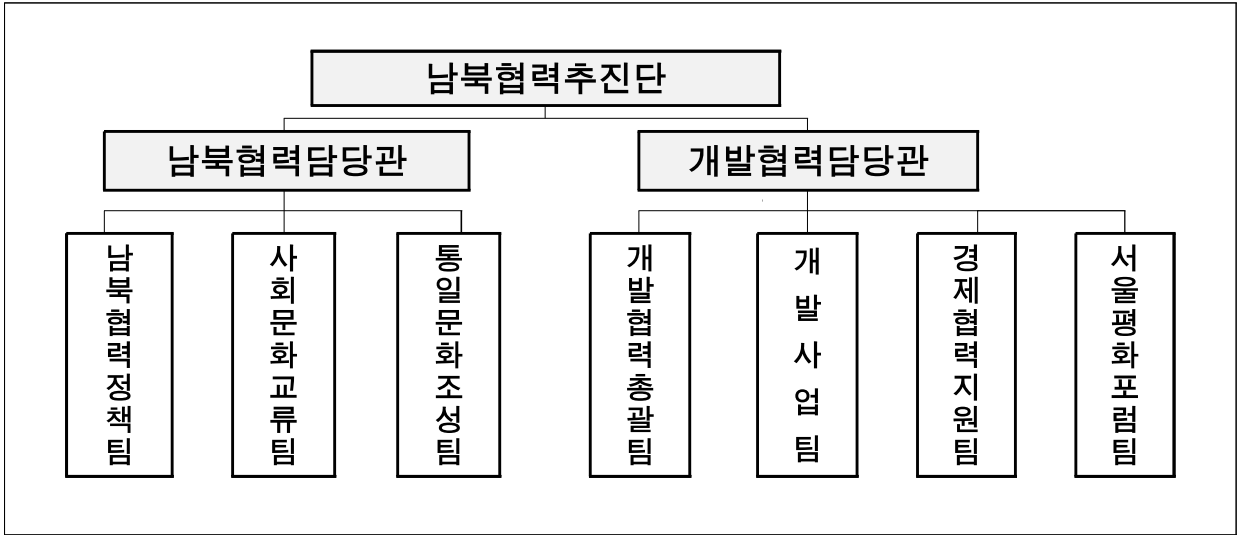 남북협력추진단
남북협력담당관
개발협력담당관
남북협력정책팀
사회문화교류팀
통일문화조성팀
개발협력총괄팀
개발사업팀
경제협력지원팀
서울평화포럼팀